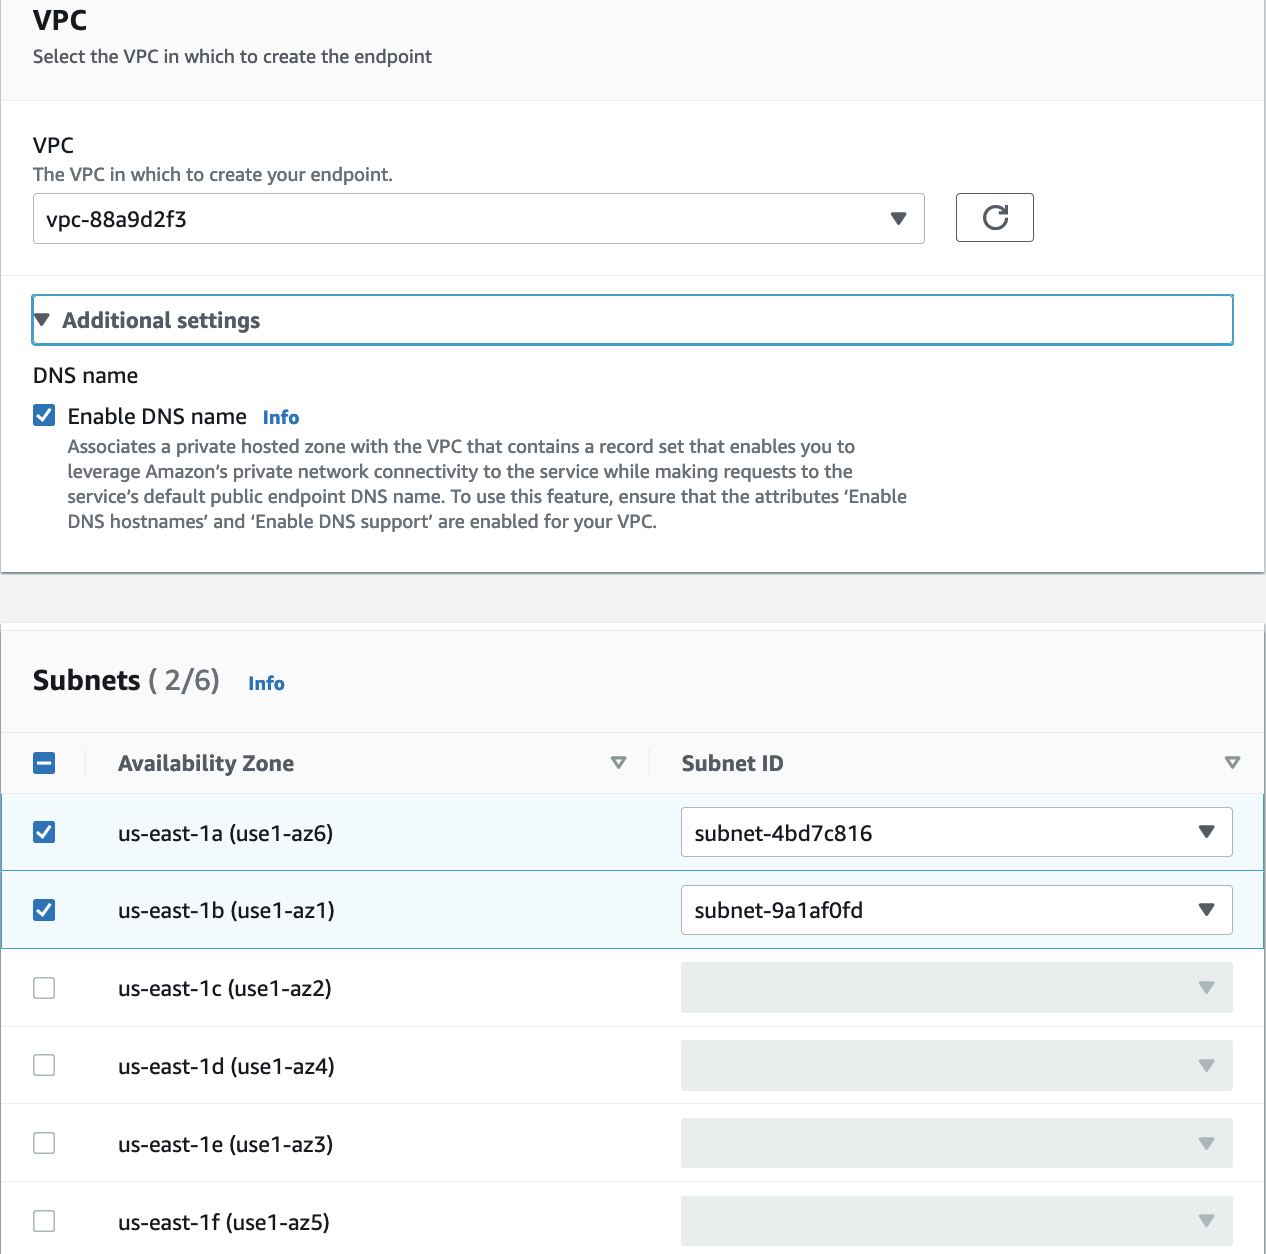 VPC
Select the VPC in which to create the endpoint
VPC
The VPC in which to create your endpoint.
vpc-88a9d2f3
Additional settings
DNS name
Enable DNS name Info
Associates a private hosted zone with the VPC that contains a record set that enables you to
leverage Amazon’s private network connectivity to the service while making requests to the
service’s default public endpoint DNS name. To use this feature, ensure that the attributes ‘Enable
DNS hostnames’ and ‘Enable DNS support’ are enabled for your VPC.
Subnets ( 2/6) Info
Availability Zone Subnet ID
us-east-1a (use1-az6) subnet-4bd7c816
us-east-1b (use1-az1) subnet-9a1af0fd
us-east-1c (use1-az2)
us-east-1d (use1-az4)
us-east-1e (use1-az3)
us-east-1f (use1-az5)